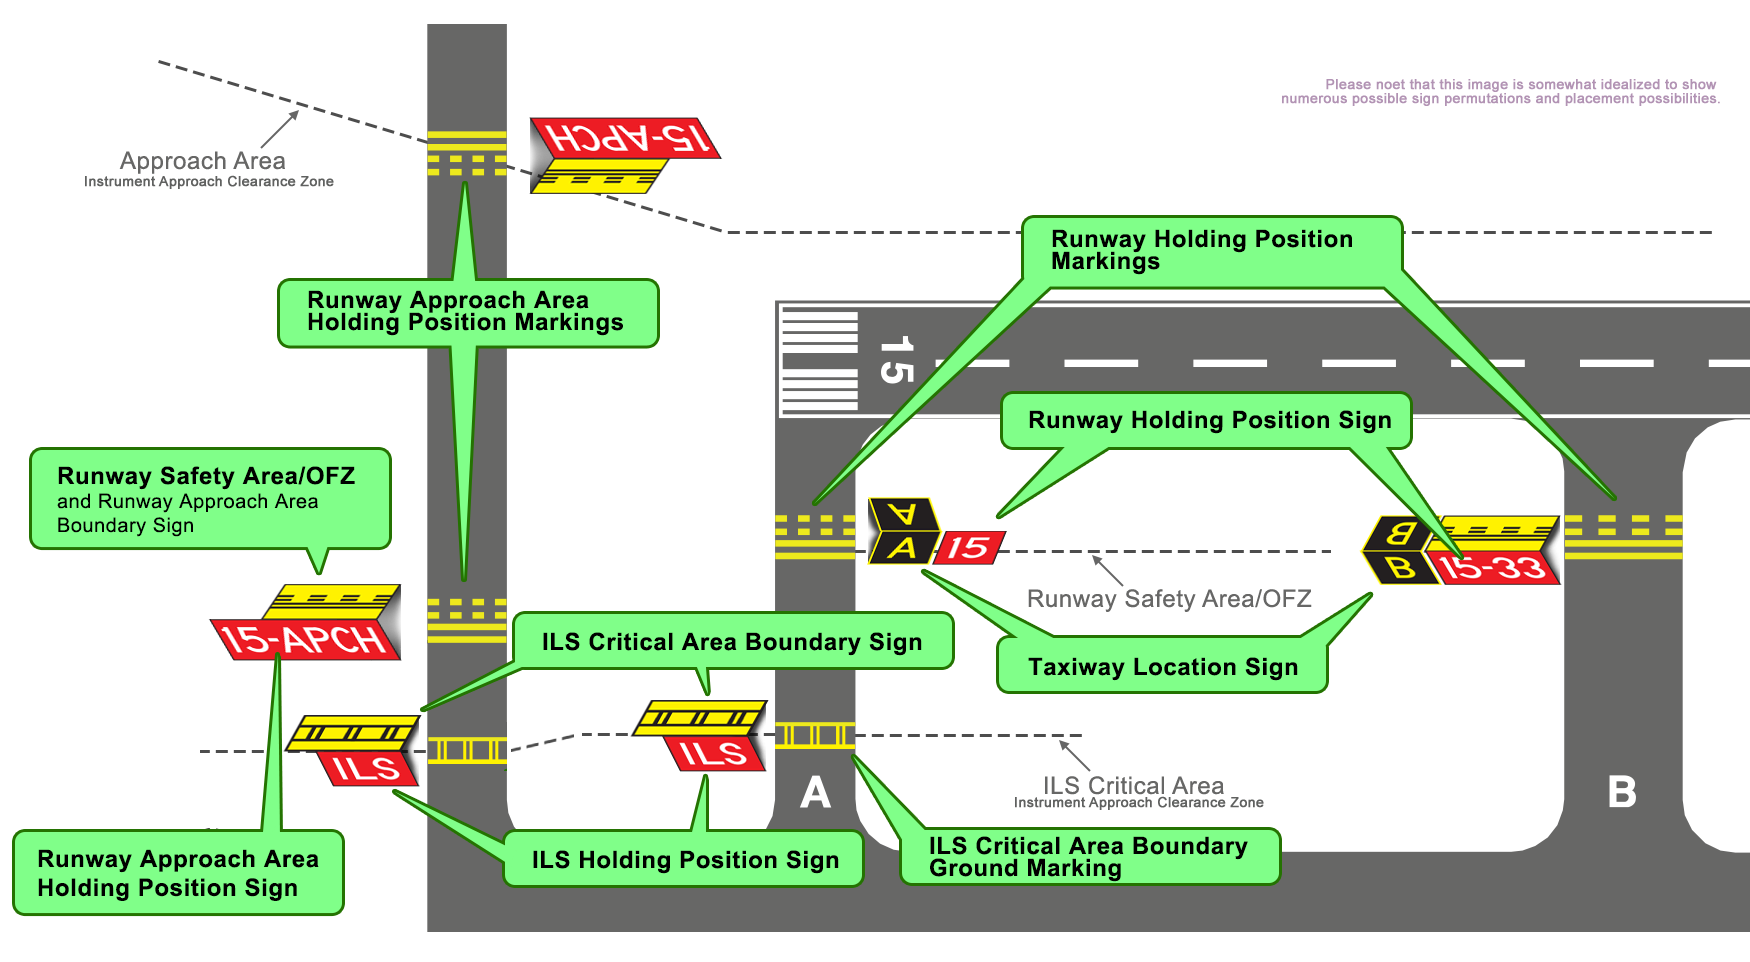 Please noet that this image is somewhat idealized to show
numerous possible sign permutations and placement possibilities.
Approach Area
Instrument Approach Clearance Zone
15-APCH
Runway Holding Position
Markings
Runway Approach Area
Holding Position Markings
15
Runway Holding Position Sign
Runway Safety Area/OFZ
and Runway Approach Area
Boundary Sign
A
A
15
B
B
15-33
Runway Safety Area/OFZ
15-APCH
ILS Critical Area Boundary Sign
Taxiway Location Sign
ILS
ILS
A
B
ILS Critical Area
Instrument Approach Clearance Zone
Runway Approach Area
Holding Position Sign
ILS Holding Position Sign
ILS Critical Area Boundary
Ground Marking